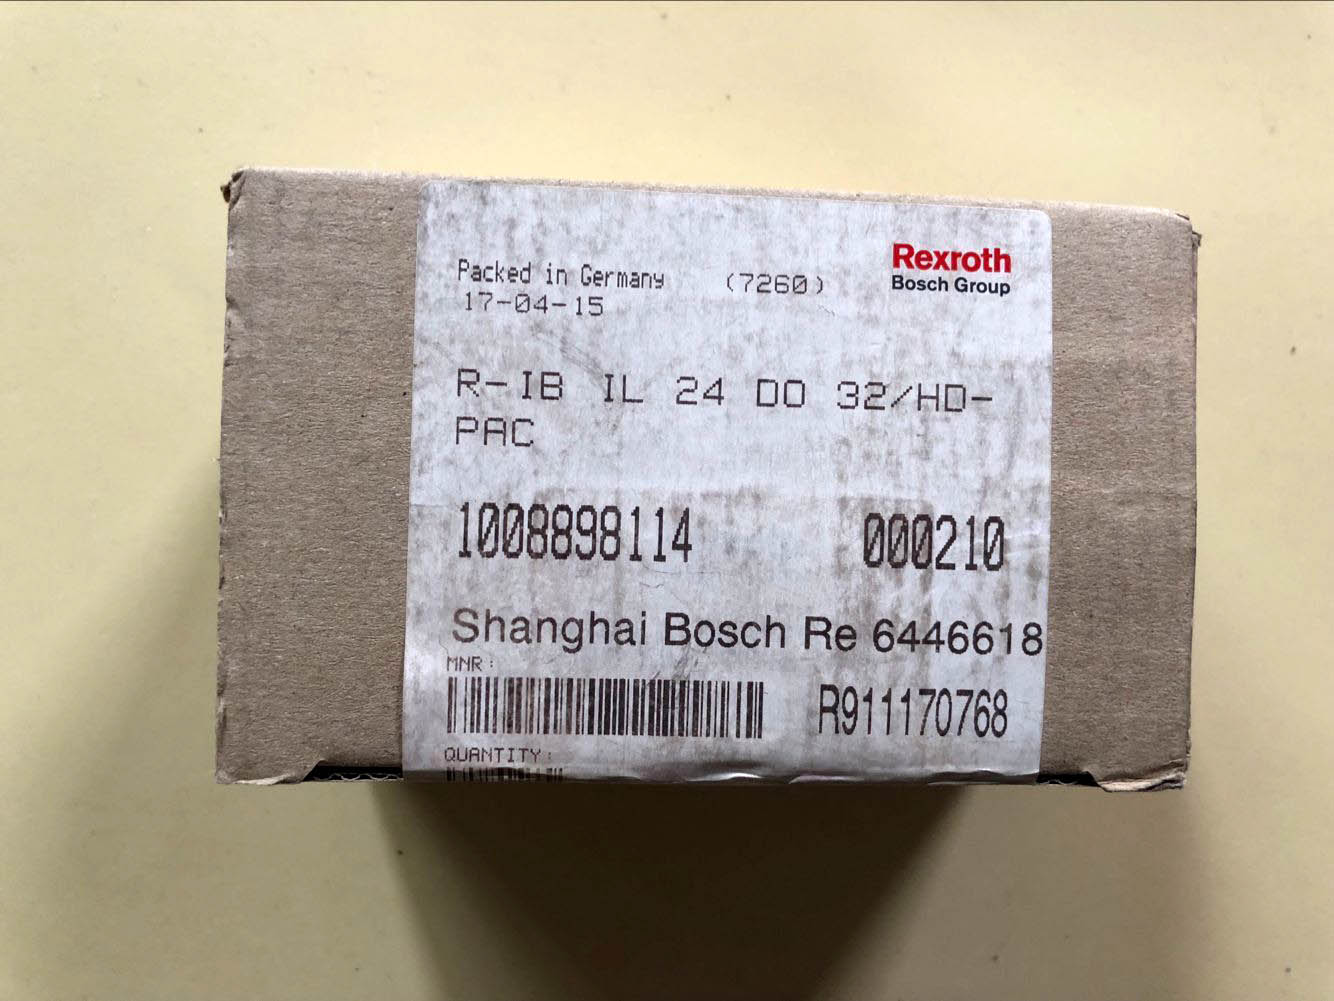 Packed in Germany (7260)
17-04-15
Rexroth
Bosch Group
R-IB IL 24 DO 32/HD-
PAC
1008898114 000210
Shanghai Bosch Re 6446618
MNR:
R911170768
QUANTITY: